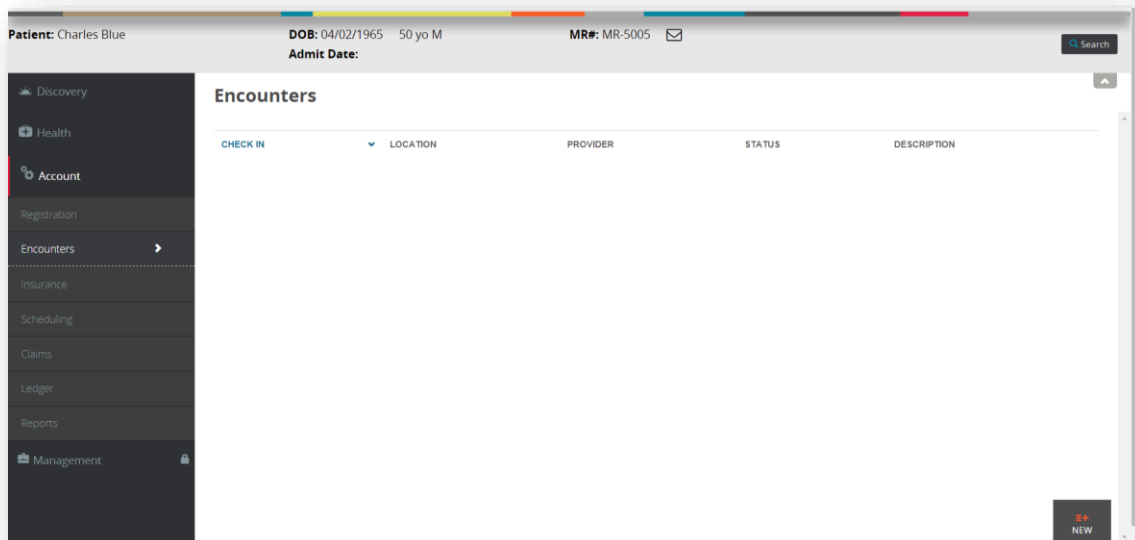 Patient: Charles Blue DOB: 04/02/1965 50 yo M MR#: MR-5005
Admit Date:
Search
Discovery
Health
Account
Registration
Encounters
Insurance
Scheduling
Claims
Ledger
Reports
Management
Encounters
CHECK IN LOCATION PROVIDER STATUS DESCRIPTION
NEW